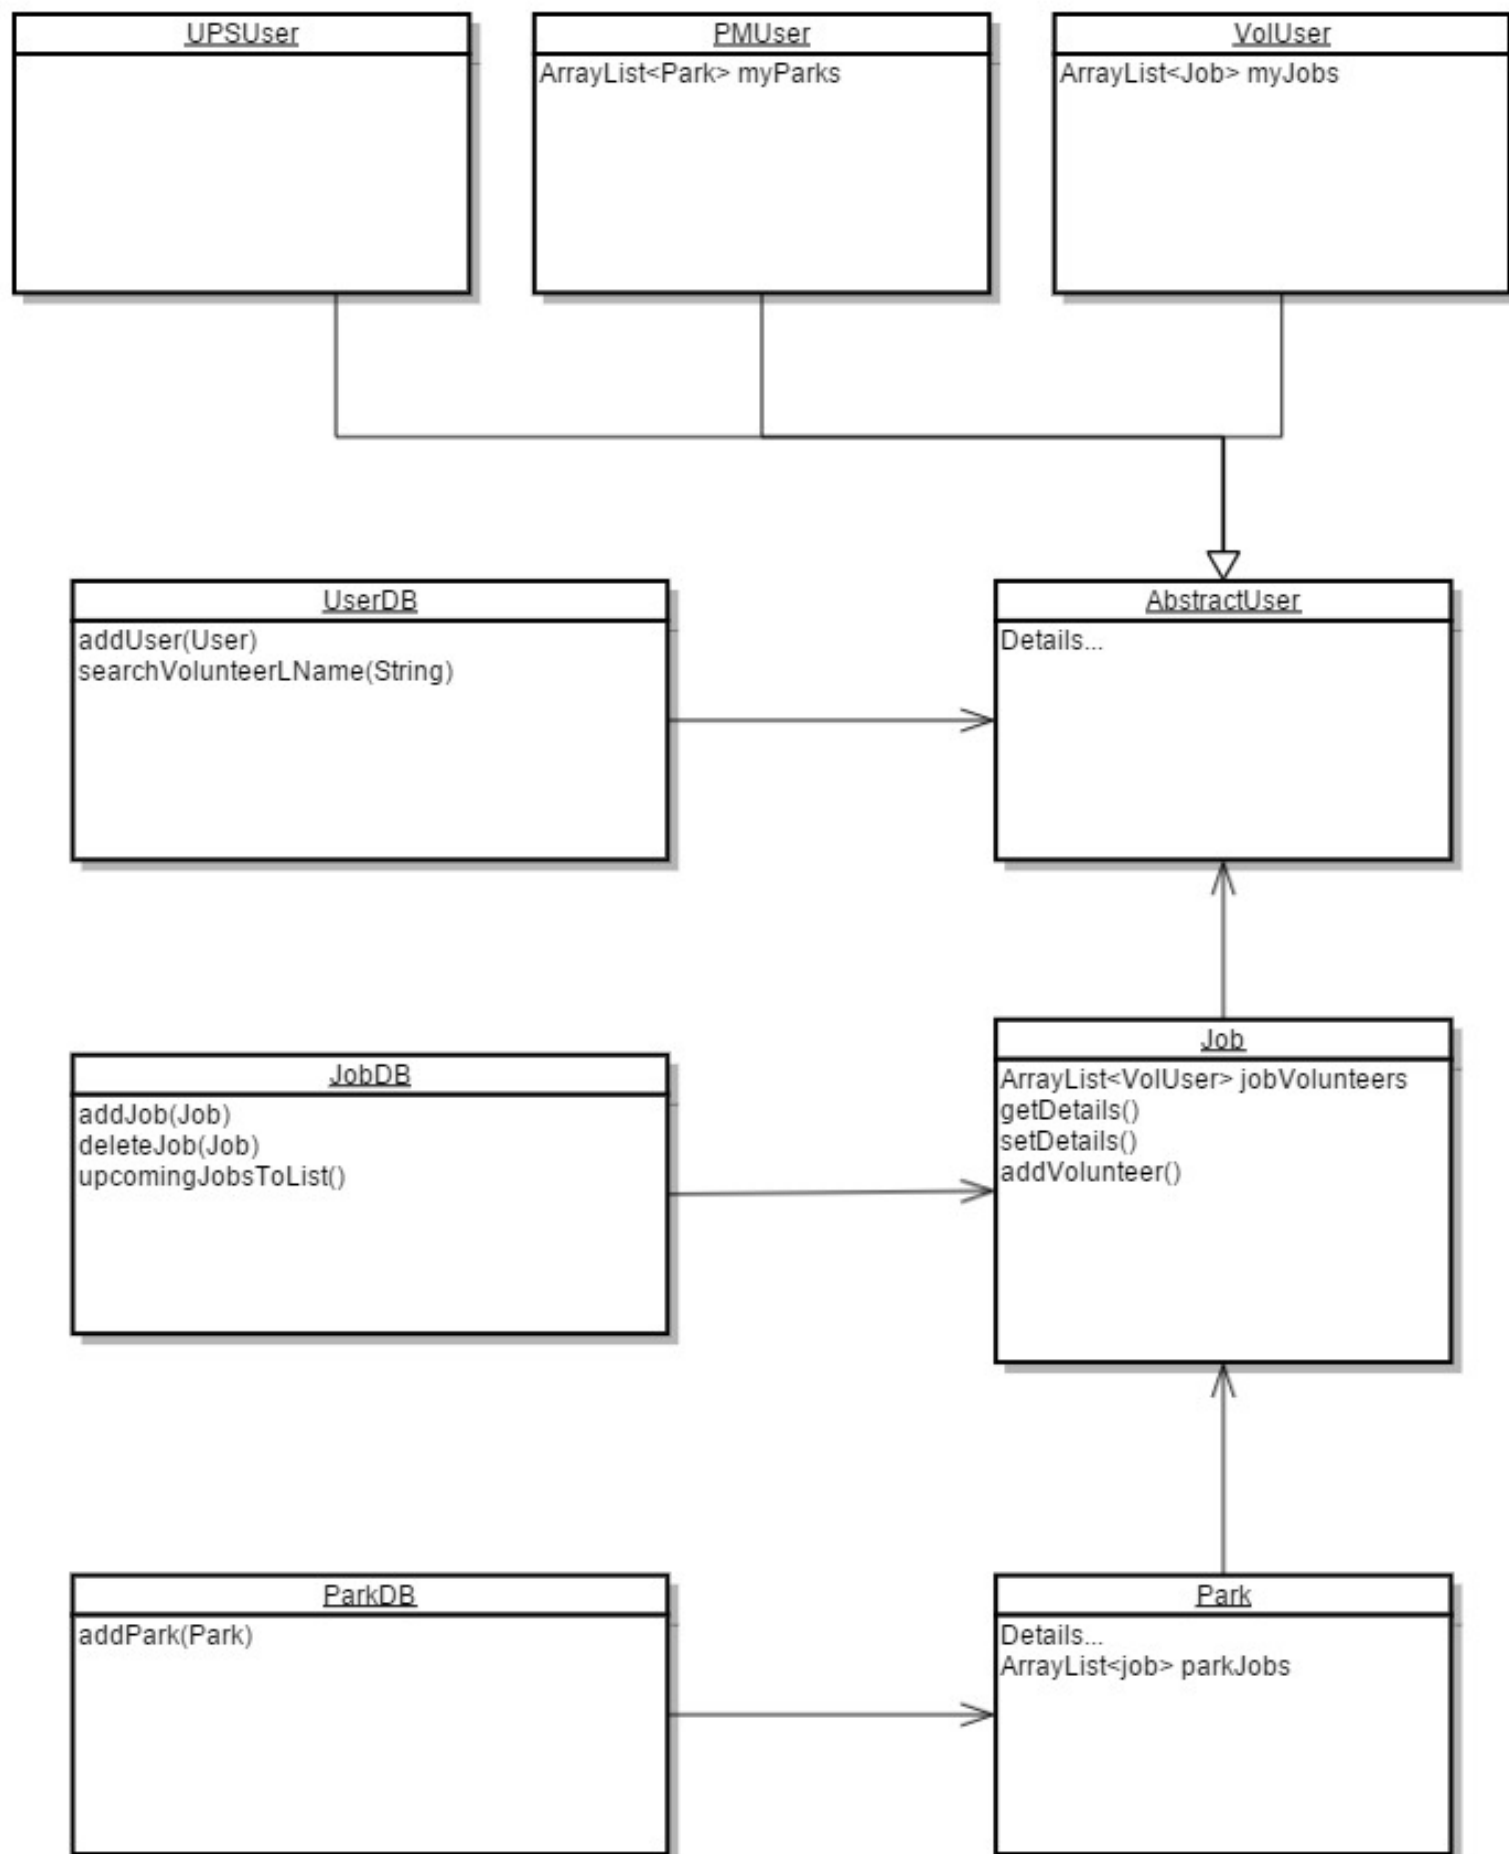 UPSUser
PMUser
VolUser
ArrayList<Park> myParks
ArrayList<Job> myJobs
UserDB
addUser(User)
searchVolunteerLName(String)
AbstractUser
Details...
JobDB
addJob(Job)
deleteJob(Job)
upcomingJobsToList()
Job
ArrayList<VolUser> jobVolunteers
getDetails()
setDetails()
addVolunteer()
ParkDB
addPark(Park)
Park
Details...
ArrayList<job> parkJobs